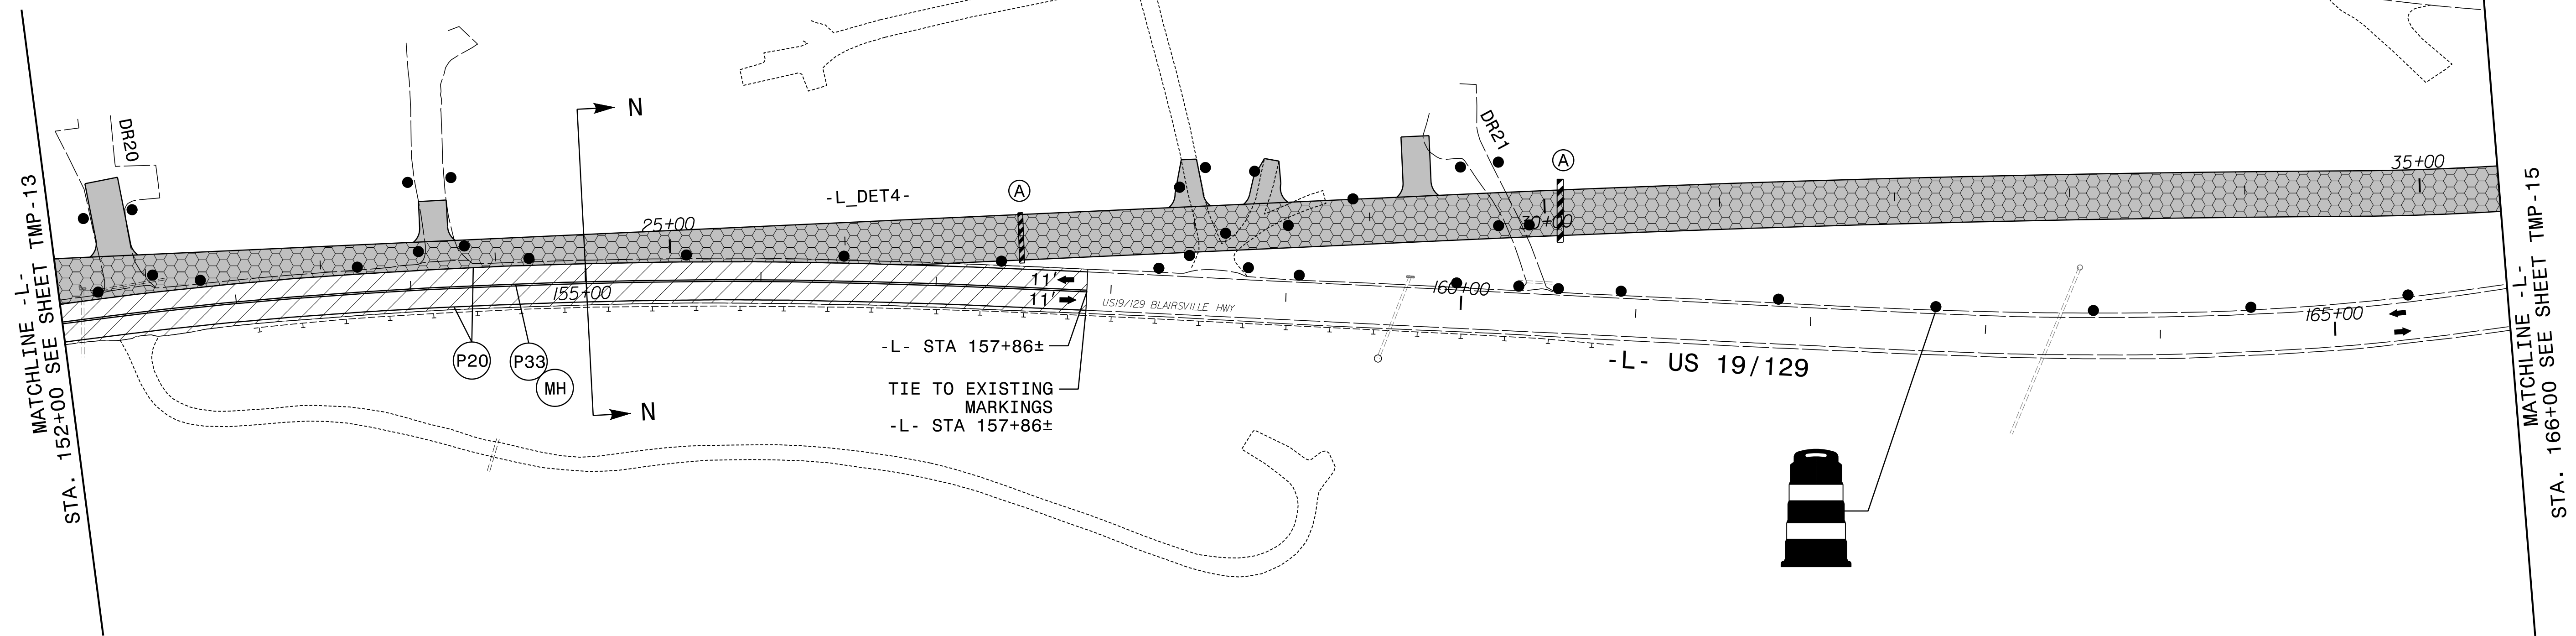 MATCHLINE -L-
STA. 152+00 SEE SHEET TMP-13
DR20
N
-L_DET4-
25+00
A
DR21
A
30+00
35+00
155+00
11'
11'
US19/129 BLAIRSVILLE HWY
160+00
165+00
P20
P33
MH
N
-L- STA 157+86±
TIE TO EXISTING
MARKINGS
-L- STA 157+86±
-L- US 19/129
MATCHLINE -L-
STA. 166+00 SEE SHEET TMP-15